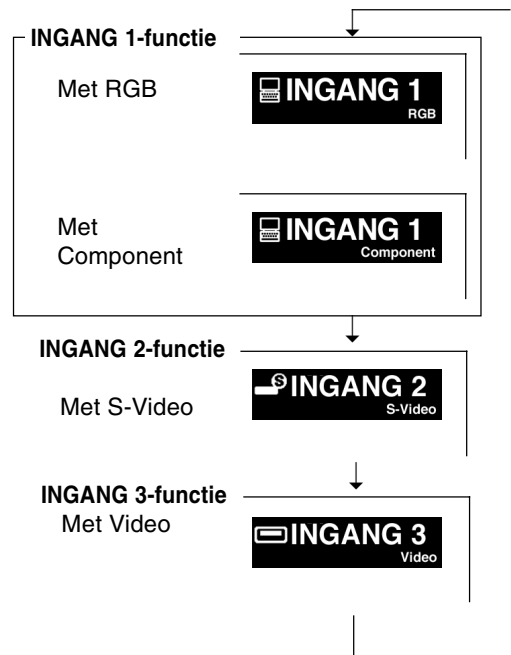 INGANG 1-functie
Met RGB
INGANG 1
RGB
Met
Component
INGANG 1
Component
INGANG 2-functie
Met S-Video
S
INGANG 2
S-Video
INGANG 3-functie
Met Video
INGANG 3
Video